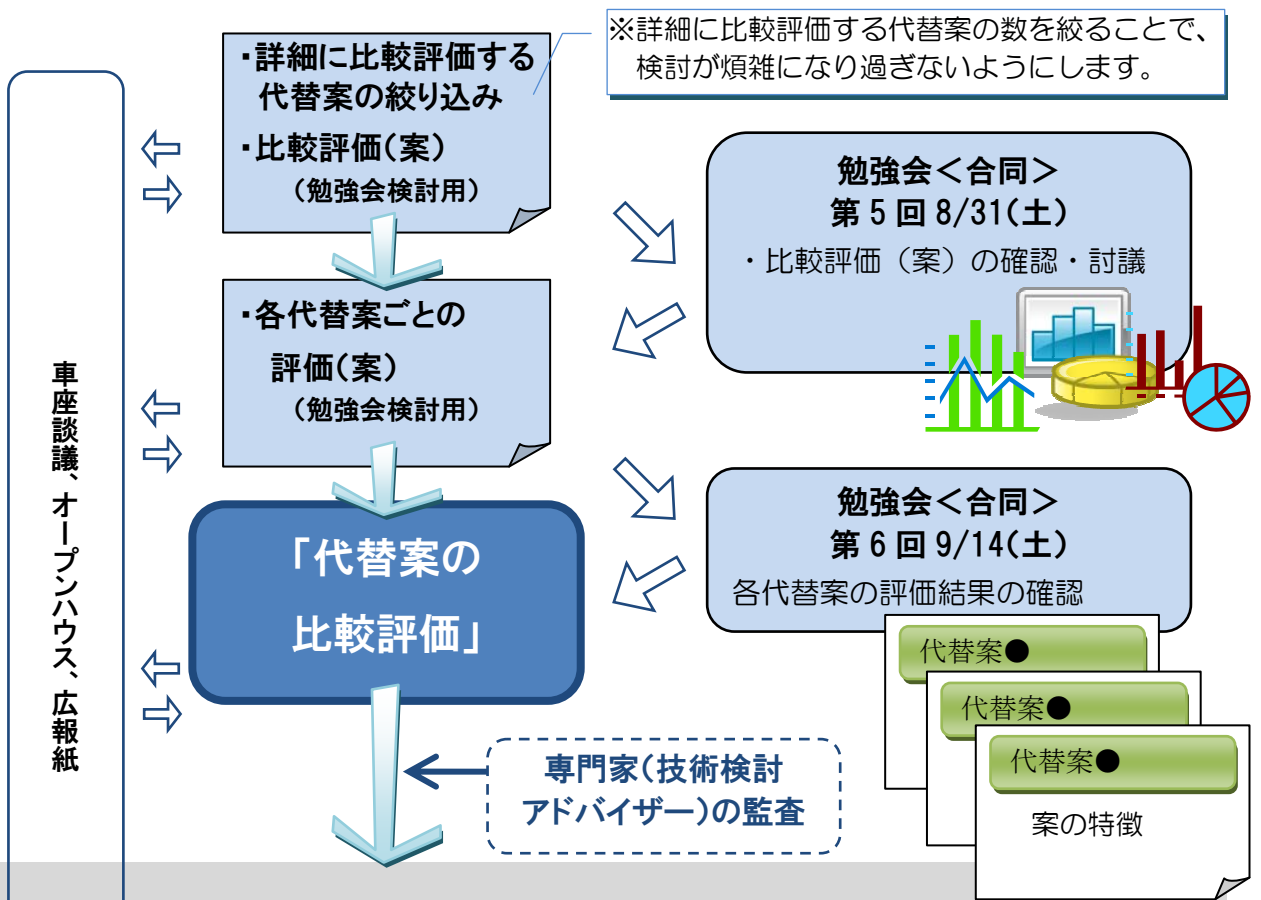 ※詳細に比較評価する代替案の数を絞ることで、
検討が煩雑になり過ぎないようにします。
・詳細に比較評価する
代替案の絞り込み
・比較評価(案)
(勉強会検討用)
勉強会＜合同＞
第5回 8/31(土)
・比較評価（案）の確認・討議
・各代替案ごとの
評価(案)
(勉強会検討用)
車座談議、オープンハウス、広報紙
勉強会＜合同＞
第6回 9/14(土)
各代替案の評価結果の確認
「代替案の
比較評価」
代替案●
代替案●
代替案●
案の特徴
専門家(技術検討
アドバイザー)の監査